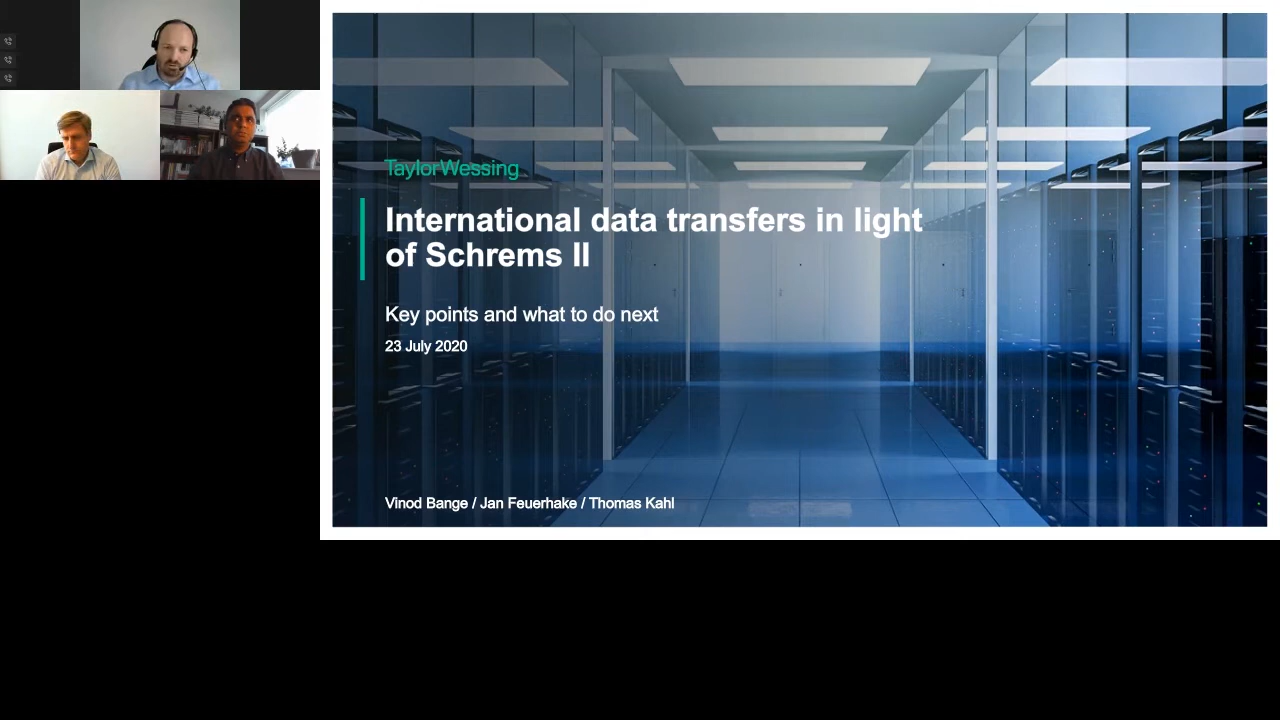 TaylorWessing
International data transfers in light
of Schrems II
Key points and what to do next
23 July 2020
Vinod Bange / Jan Feuerhake / Thomas Kahl